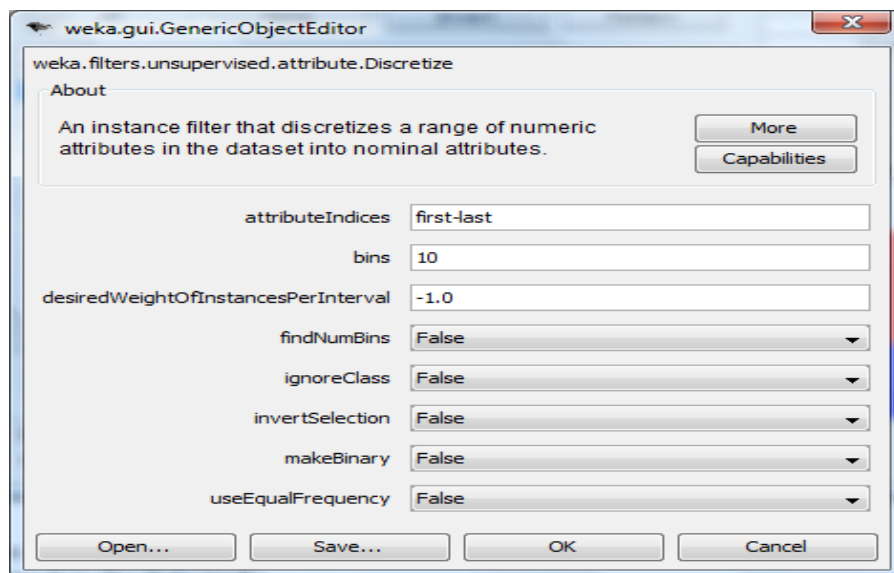 weka.gui.GenericObjectEditor
weka.filters.unsupervised.attribute.Discretize
About
An instance filter that discretizes a range of numeric
attributes in the dataset into nominal attributes.
More
Capabilities
attributeIndices first-last
bins 10
desiredWeightOfInstancesPerInterval -1.0
findNumBins False
ignoreClass False
invertSelection False
makeBinary False
useEqualFrequency False
Open... Save... OK Cancel